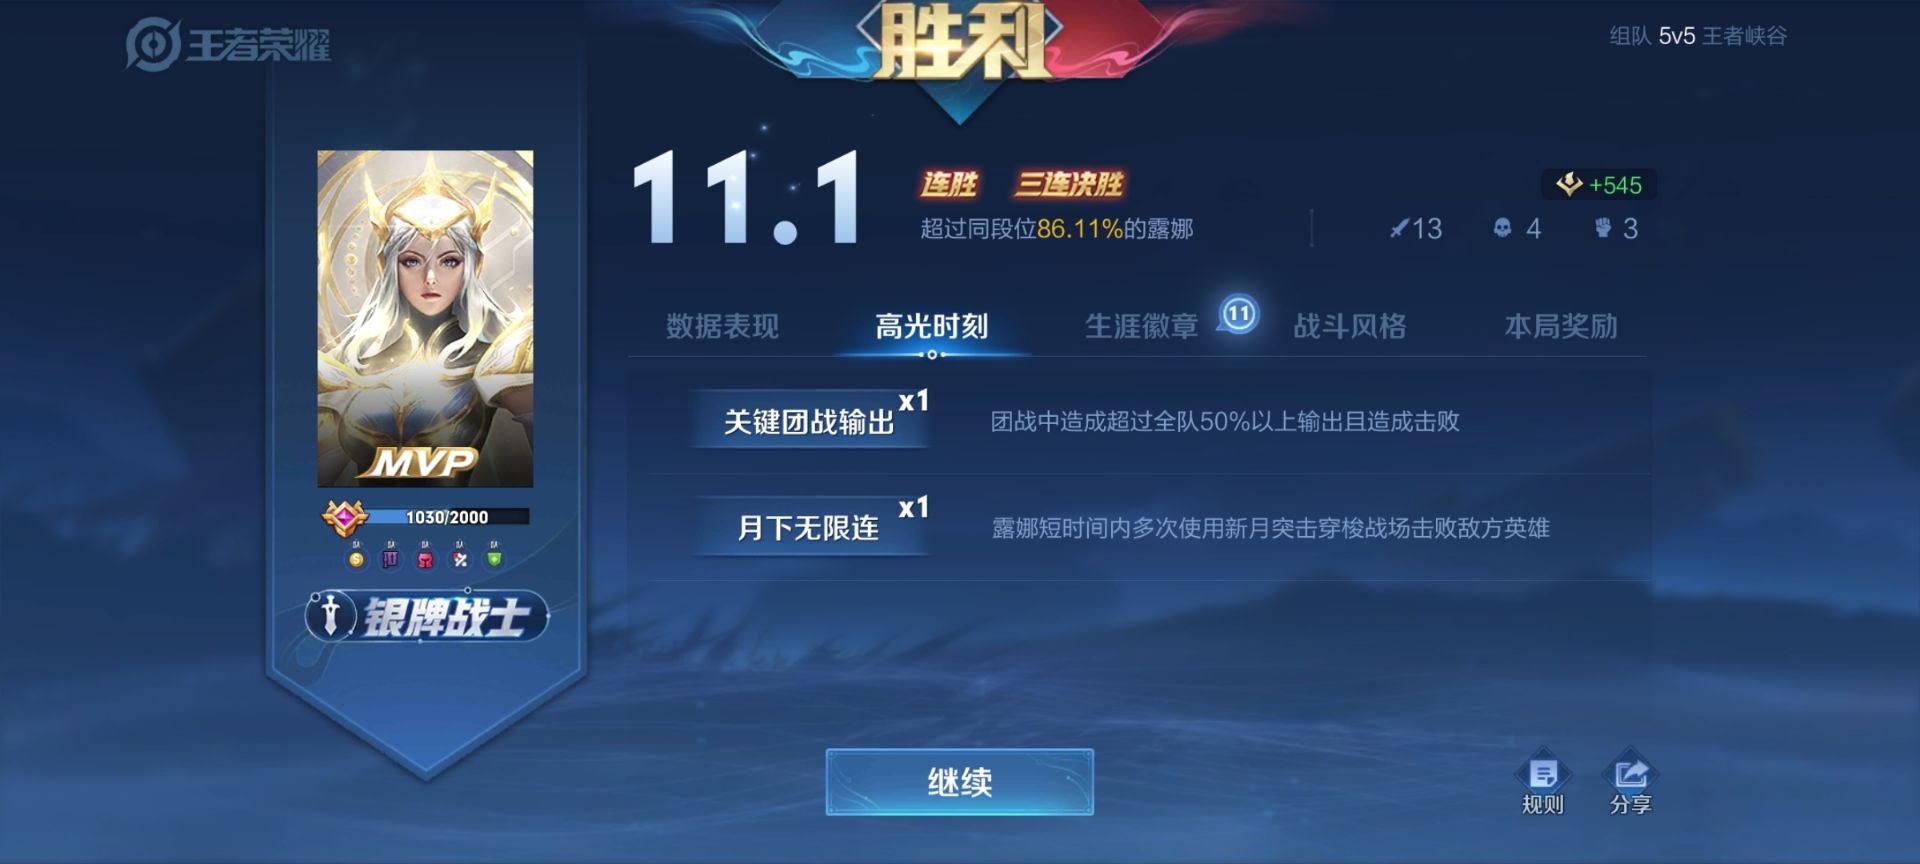 王者荣耀
胜利
组队 5v5 王者峡谷
11.1
连胜 三连决胜
超过同段位86.11%的露娜
+545
13 4 3
数据表现 高光时刻 生涯徽章 11 战斗风格 本局奖励
关键团战输出 x1 团战中造成超过全队50%以上输出且造成击败
月下无限连 x1 露娜短时间内多次使用新月突击穿梭战场击败敌方英雄
MVP
1030/2000
队 队 队 队 队
银牌战士
继续
规则 分享